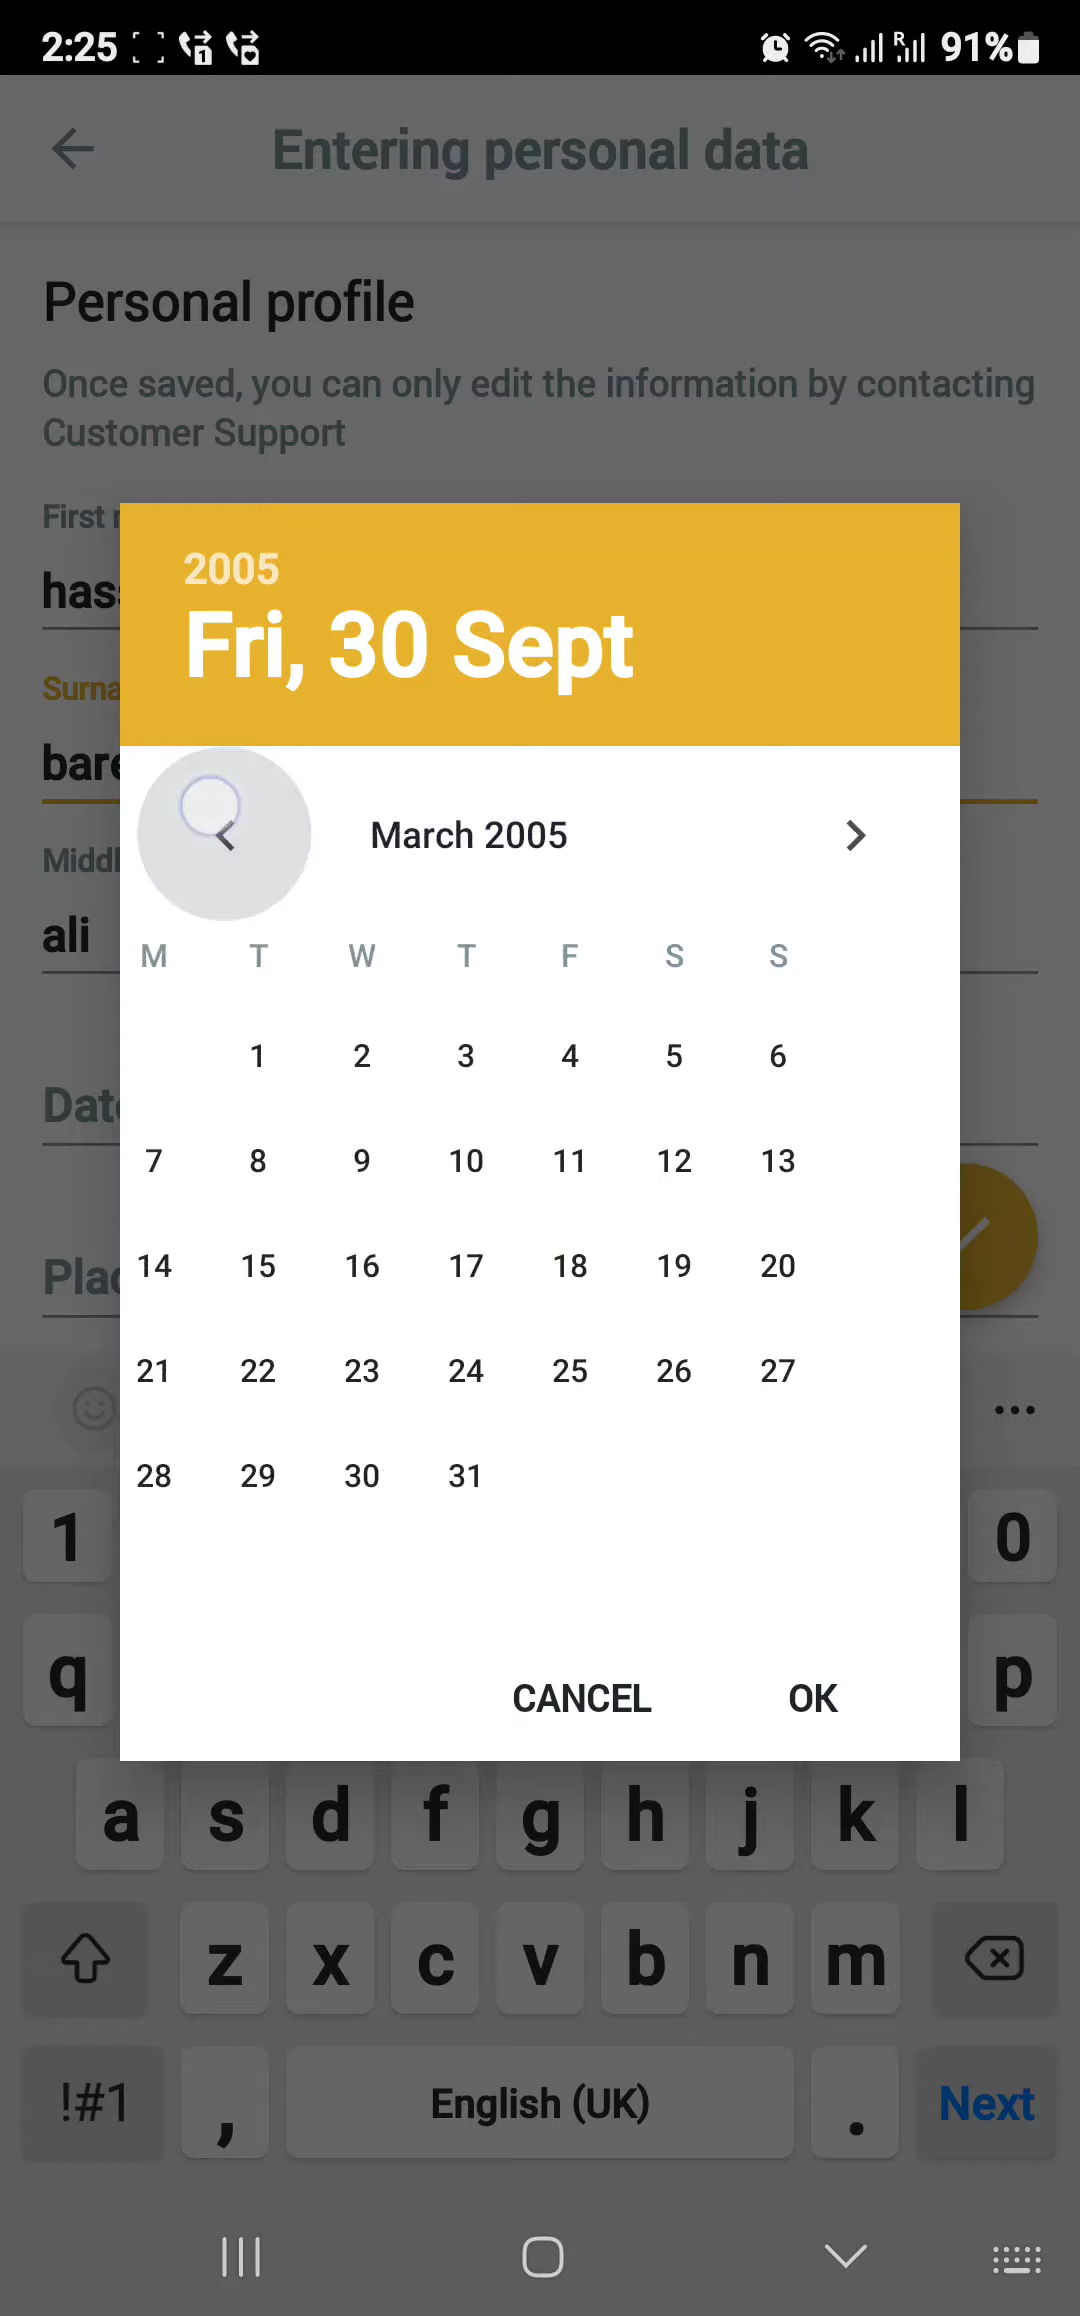 2:25
91%
Entering personal data
Personal profile
Once saved, you can only edit the information by contacting
Customer Support
First
2005
Fri, 30 Sept
March 2005
M T W T F S S
1 2 3 4 5 6
7 8 9 10 11 12 13
14 15 16 17 18 19 20
21 22 23 24 25 26 27
28 29 30 31
CANCEL OK
ali
1 0
q p
a s d f g h j k l
z x c v b n m
!#1 , English (UK) . Next